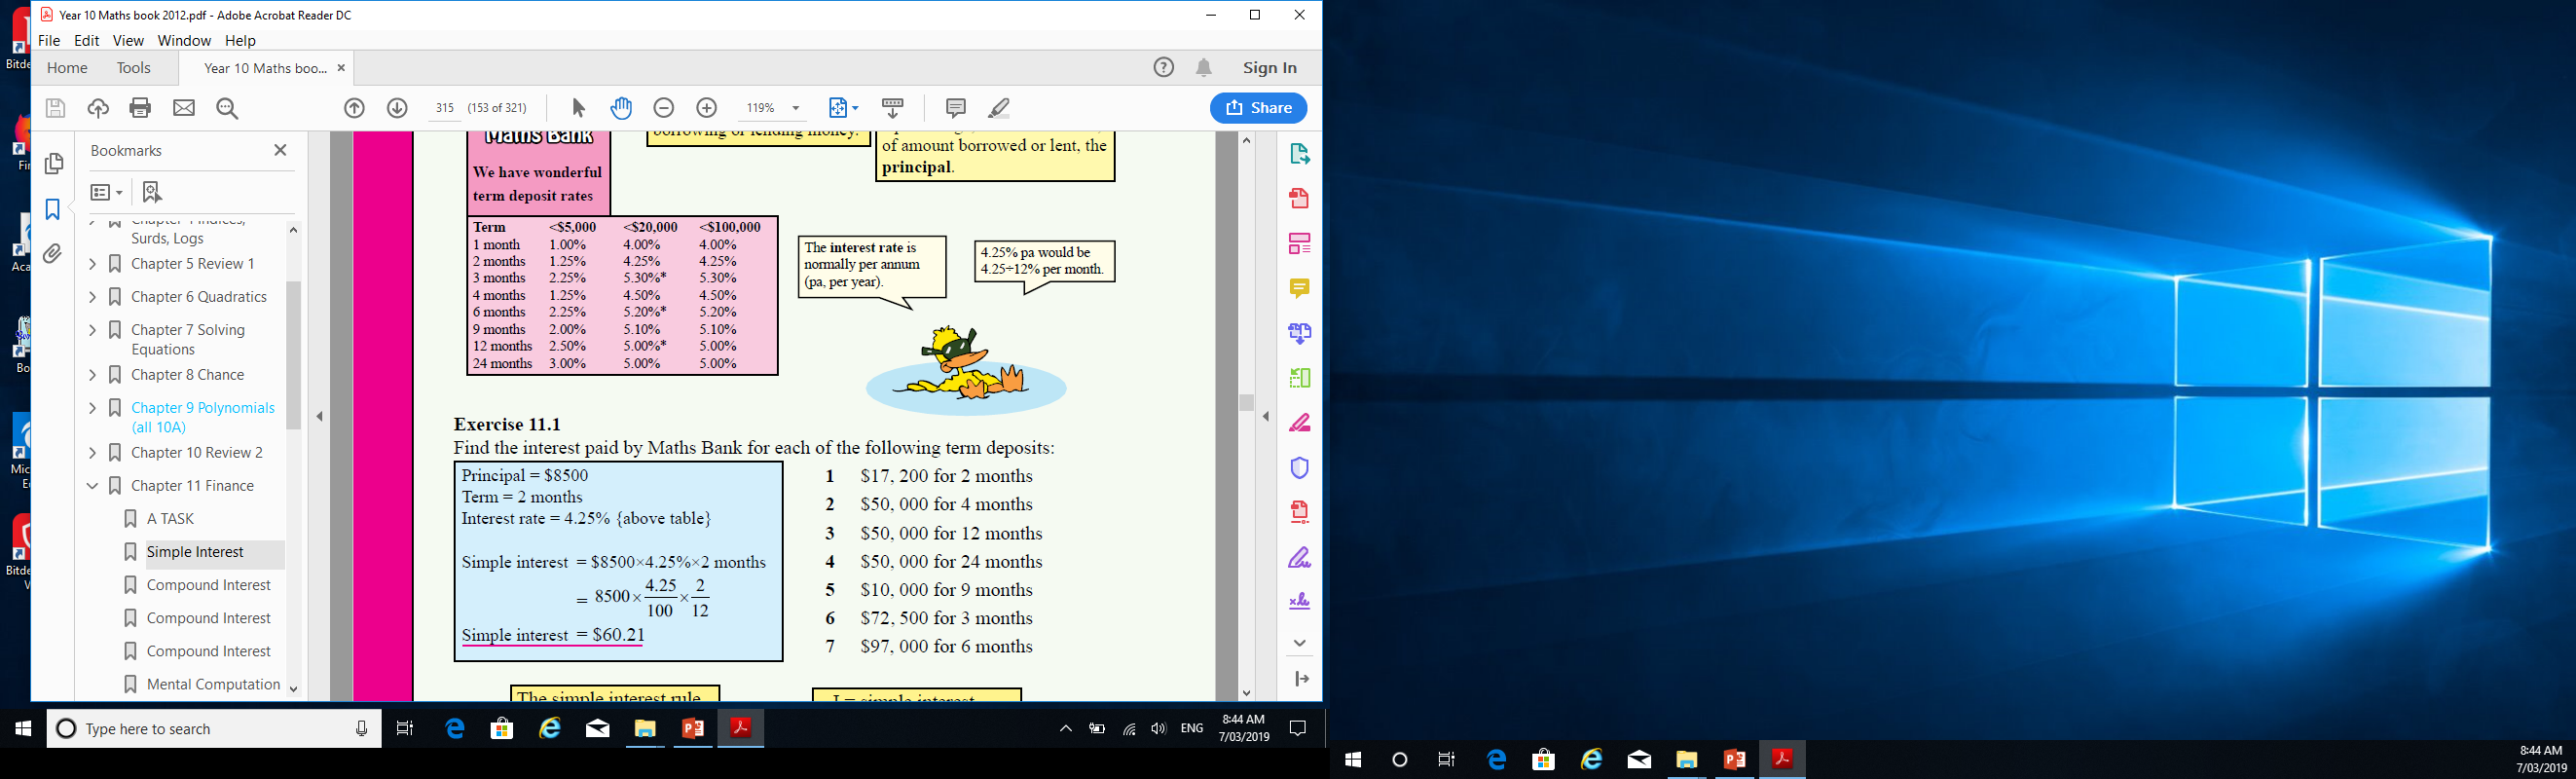 Year 10 Maths book 2012.pdf - Adobe Acrobat Reader DC
File Edit View Window Help
Home Tools Year 10 Maths boo... Sign In
315 (153 of 321) 119% Share
Bookmarks
Surds, Logs
Chapter 5 Review 1
Chapter 6 Quadratics
Chapter 7 Solving
Equations
Chapter 8 Chance
Chapter 9 Polynomials
(all 10A)
Chapter 10 Review 2
Chapter 11 Finance
A TASK
Simple Interest
Compound Interest
Compound Interest
Compound Interest
Mental Computation
Maths Bank
We have wonderful
term deposit rates
borrowing or lending money.
of amount borrowed or lent, the
principal.
Term <$5,000 <$20,000 <$100,000
1 month 1.00% 4.00% 4.00%
2 months 1.25% 4.25% 4.25%
3 months 2.25% 5.30%* 5.30%
4 months 1.25% 4.50% 4.50%
6 months 2.25% 5.20%* 5.20%
9 months 2.00% 5.10% 5.10%
12 months 2.50% 5.00%* 5.00%
24 months 3.00% 5.00% 5.00%
The interest rate is
normally per annum
(pa, per year).
4.25% pa would be
4.25÷12% per month.
Exercise 11.1
Find the interest paid by Maths Bank for each of the following term deposits:
Principal = $8500
Term = 2 months
Interest rate = 4.25% {above table}
Simple interest = $8500×4.25%×2 months
= 8500 × 4.25/100 × 2/12
Simple interest = $60.21
1 $17, 200 for 2 months
2 $50, 000 for 4 months
3 $50, 000 for 12 months
4 $50, 000 for 24 months
5 $10, 000 for 9 months
6 $72, 500 for 3 months
7 $97, 000 for 6 months
The simple interest rule
I = simple interest
Type here to search
ENG
8:44 AM
7/03/2019
8:44 AM
7/03/2019